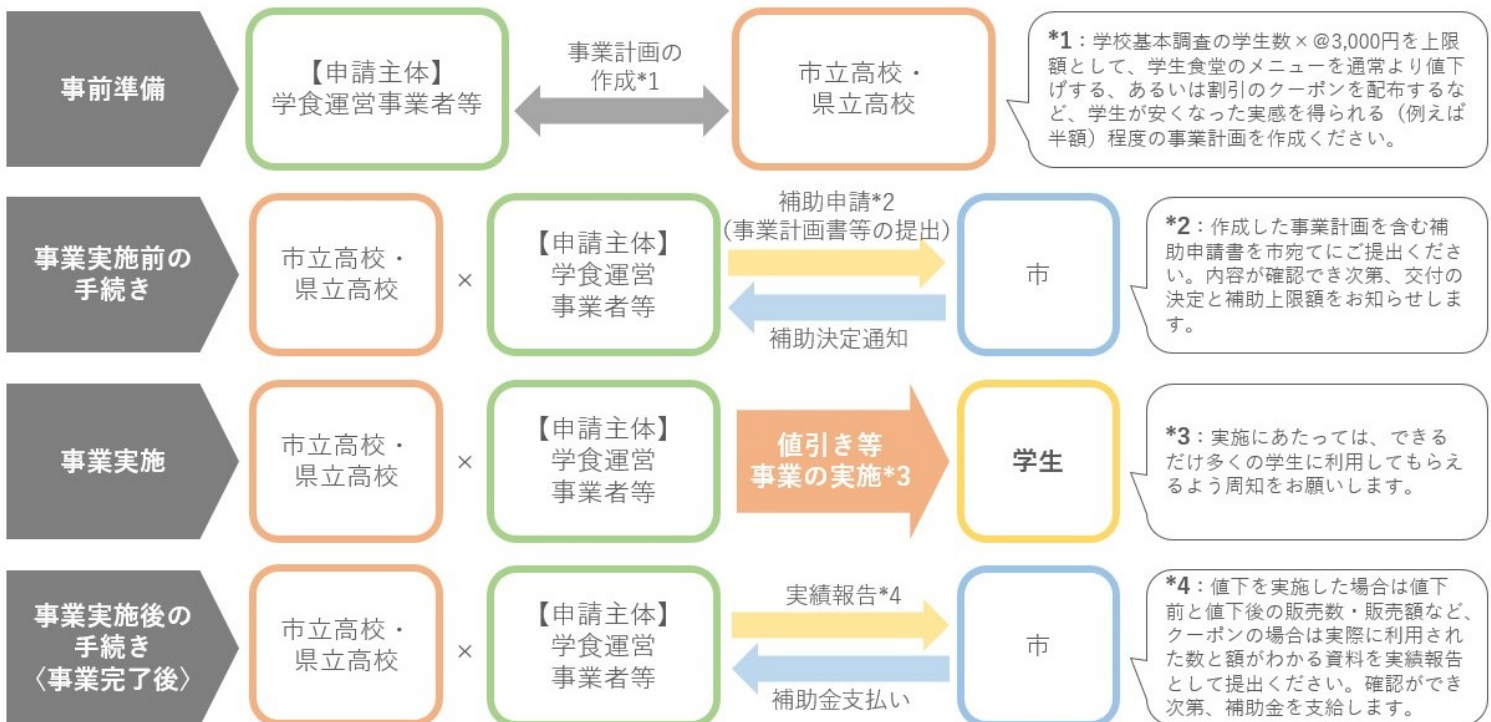 事前準備
【申請主体】
学食運営事業者等
事業計画の
作成*1
市立高校・
県立高校
*1：学校基本調査の学生数×@3,000円を上限
額として、学生食堂のメニューを通常より値下
げする、あるいは割引のクーポンを配布するな
ど、学生が安くなった実感を得られる（例えば
半額）程度の事業計画を作成ください。
事業実施前の
手続き
市立高校・
県立高校
×
【申請主体】
学食運営
事業者等
補助申請*2
(事業計画書等の提出)
補助決定通知
市
*2：作成した事業計画を含む補
助申請書を市宛てにご提出くださ
い。内容が確認でき次第、交付の
決定と補助上限額をお知らせしま
す。
事業実施
市立高校・
県立高校
×
【申請主体】
学食運営
事業者等
値引き等
事業の実施*3
学生
*3：実施にあたっては、できる
だけ多くの学生に利用してもらえ
るよう周知をお願いします。
事業実施後の
手続き
〈事業完了後〉
市立高校・
県立高校
×
【申請主体】
学食運営
事業者等
実績報告*4
補助金支払い
市
*4：値下を実施した場合は値下
前と値下後の販売数・販売額など、
クーポンの場合は実際に利用され
た数と額がわかる資料を実績報告
として提出ください。確認ができ
次第、補助金を支給します。